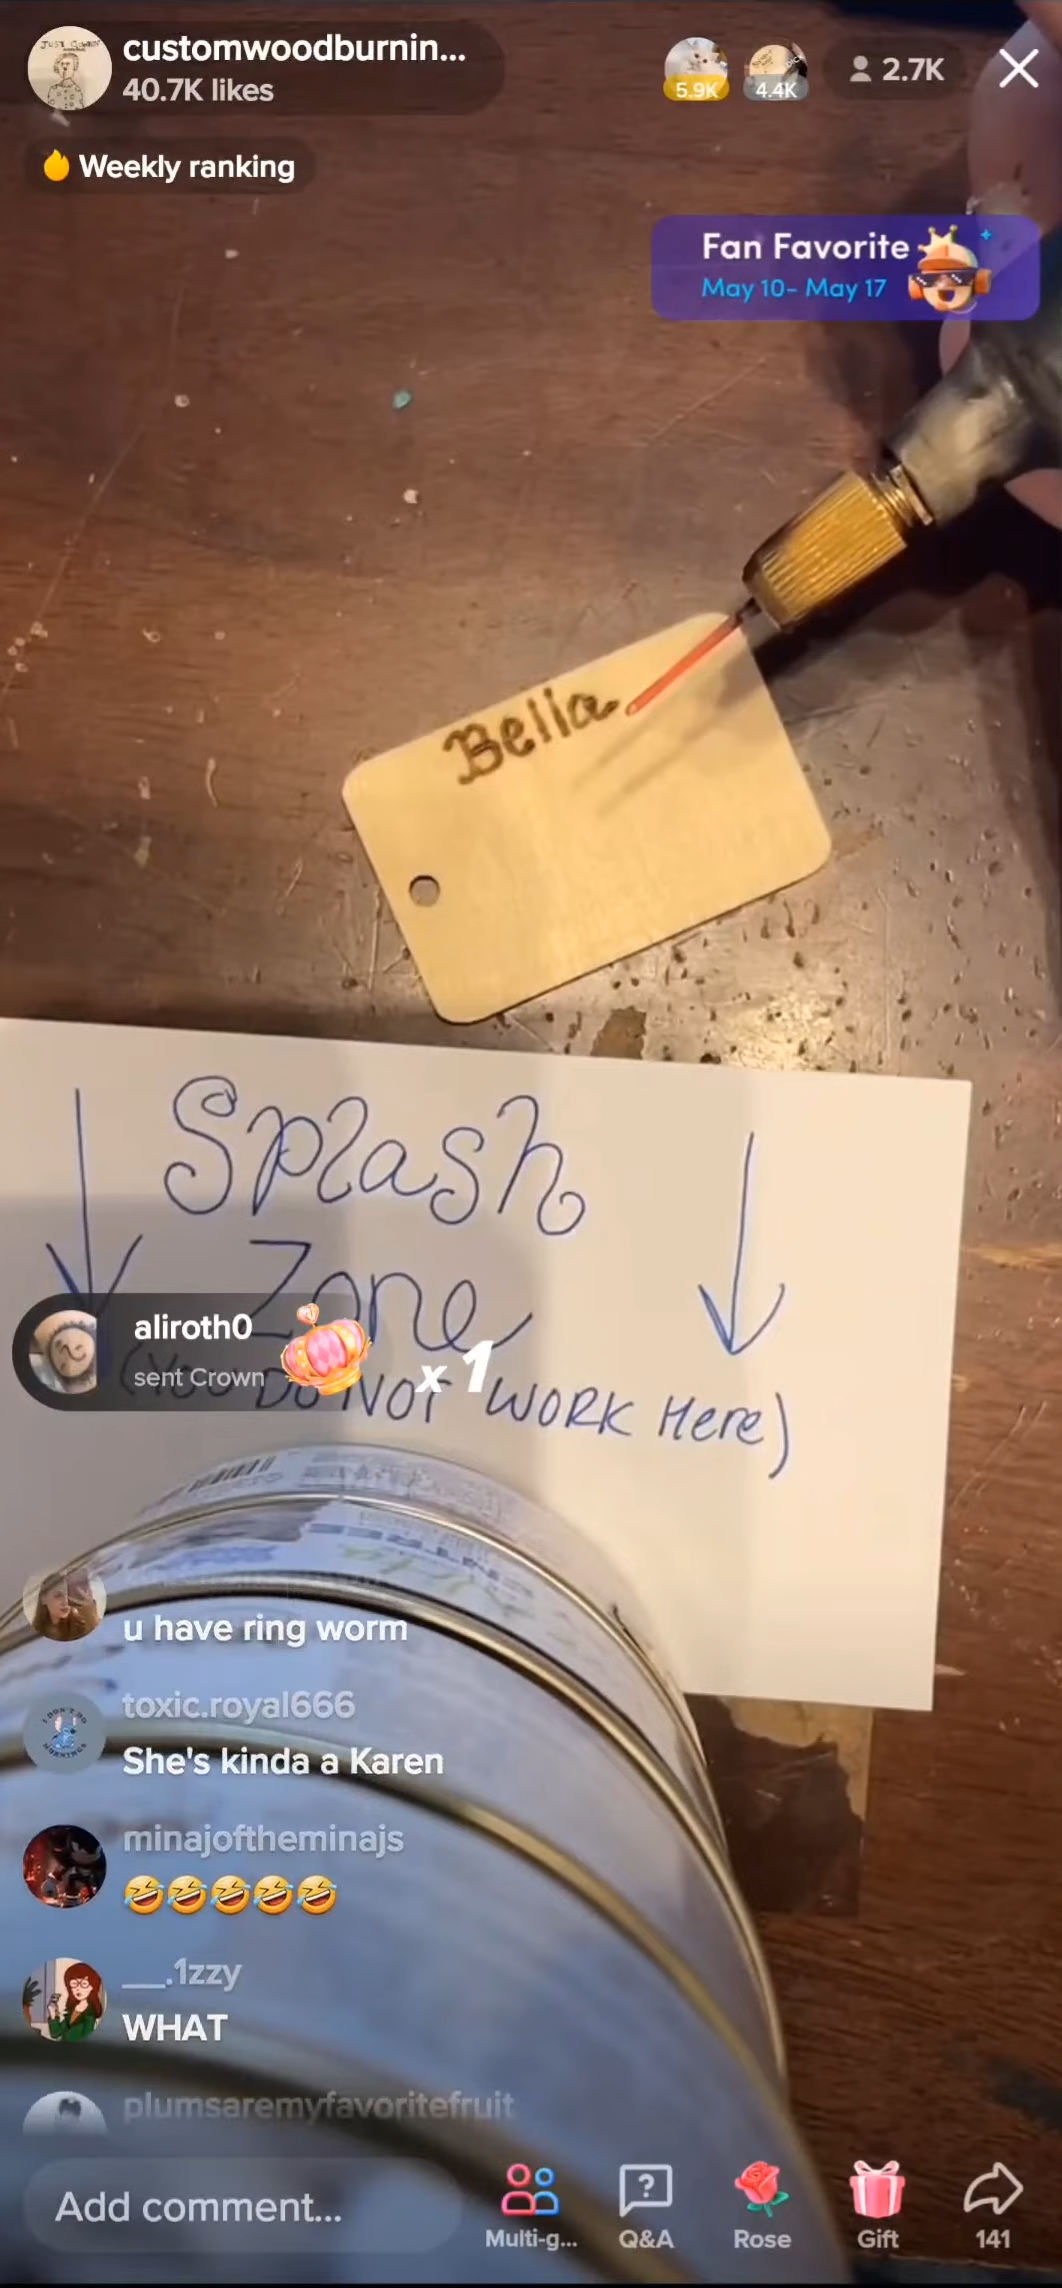 customwoodburnin...
40.7K likes
5.9K
4.4K
2.7K
Weekly ranking
Fan Favorite
May 10- May 17
Bella
Splash
Zone
(YOU DO NOT WORK Here)
aliroth0
sent Crown
x 1
u have ring worm
toxic.royal666
She's kinda a Karen
minajoftheminajs
🤣🤣🤣🤣🤣
__.1zzy
WHAT
plumsaremyfavoritefruit
Add comment...
Multi-g...
Q&A
Rose
Gift
141